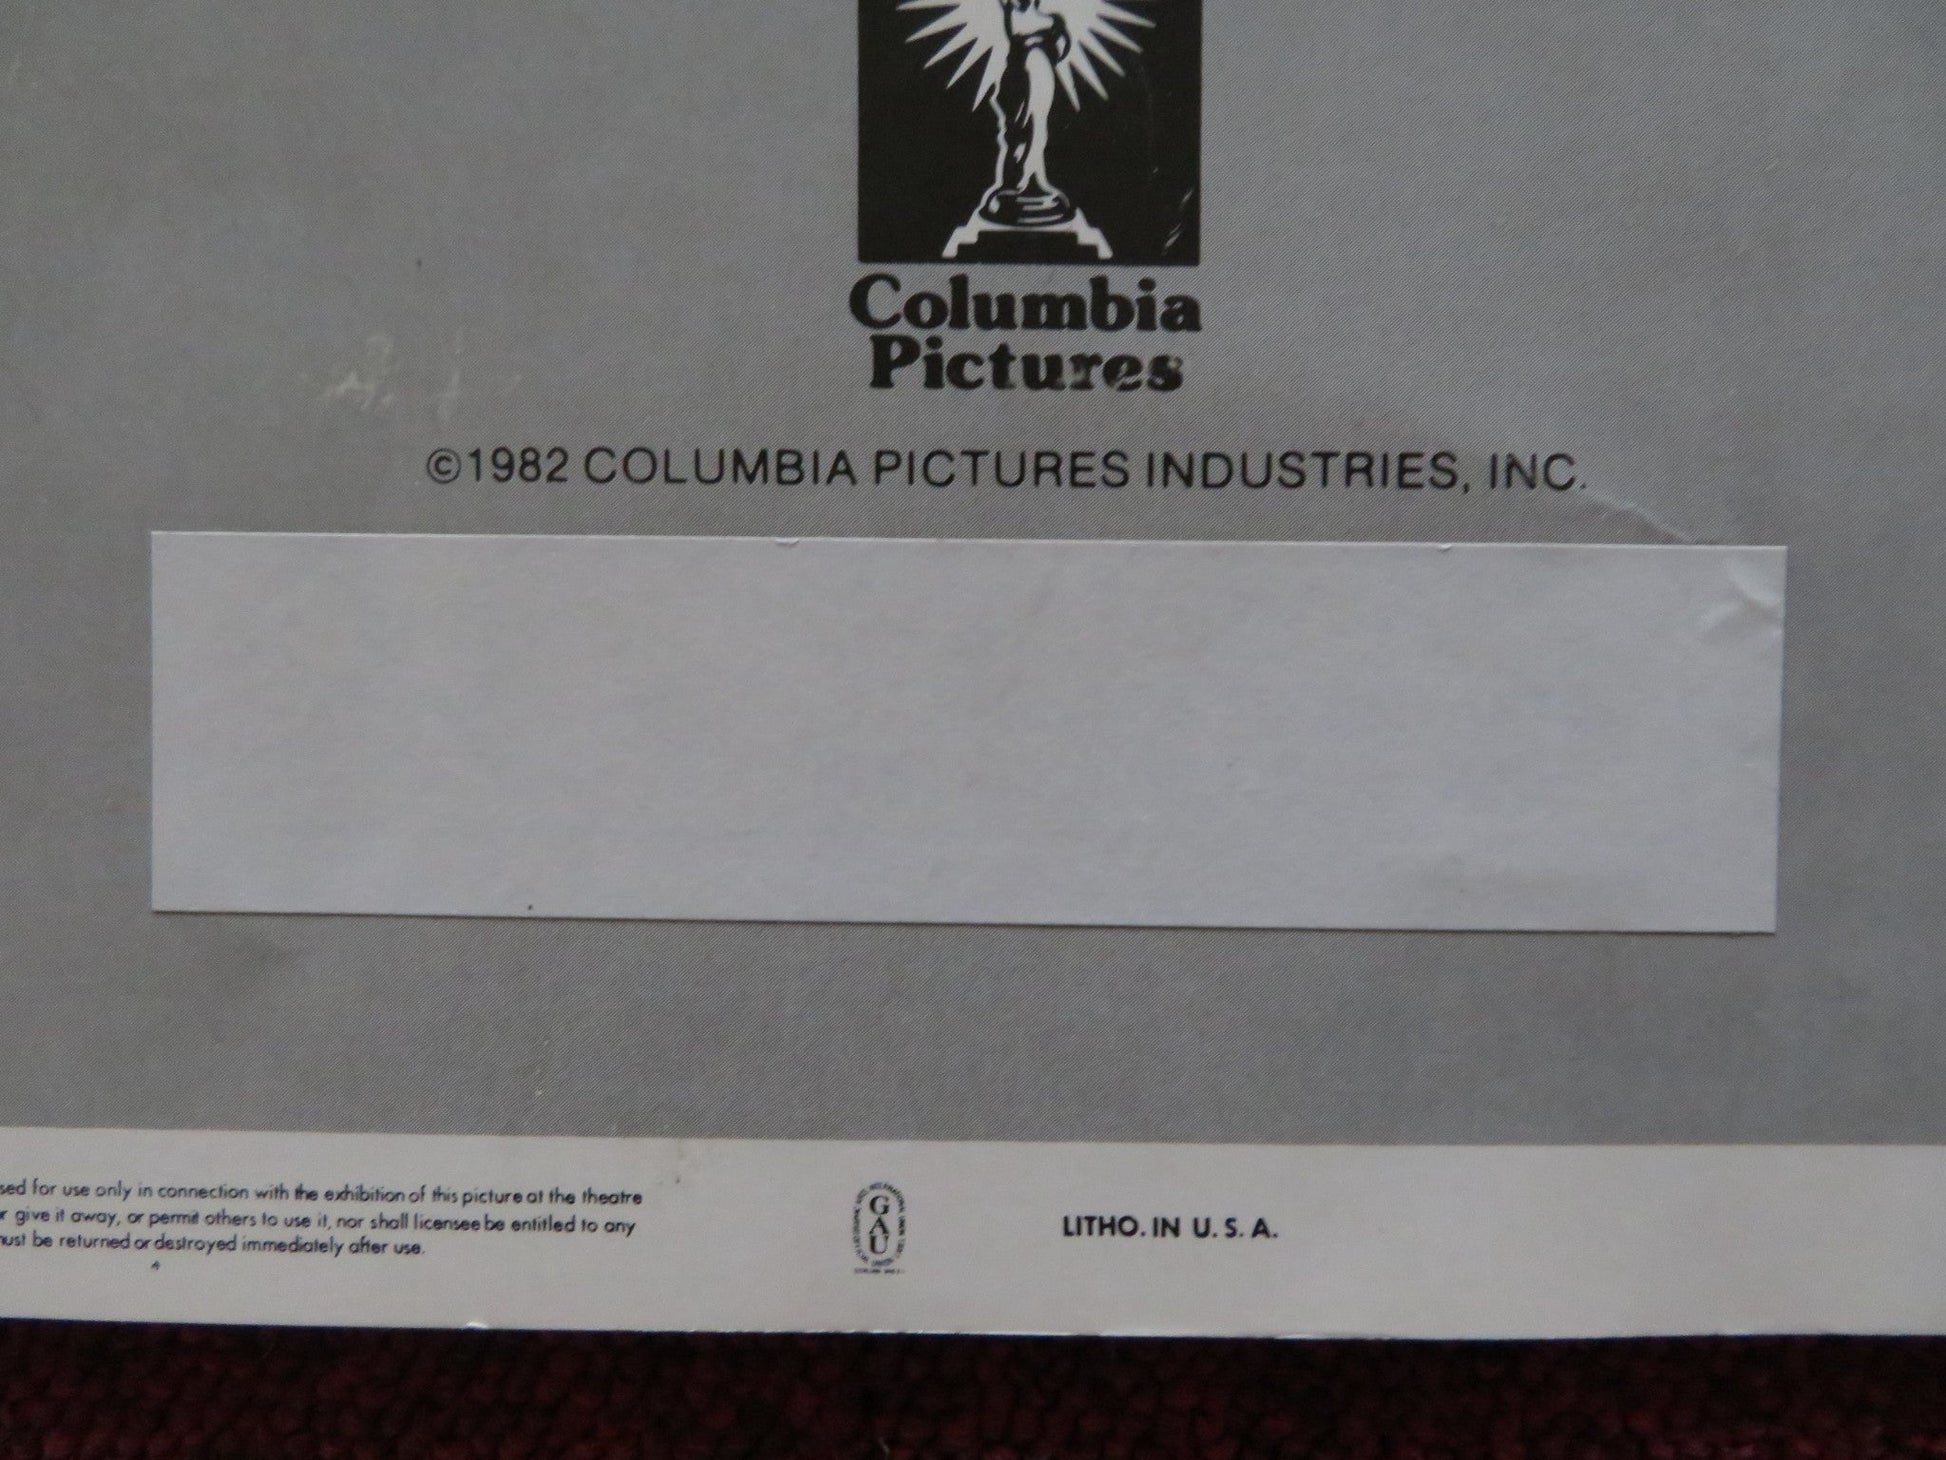 Columbia
Pictures
©1982 COLUMBIA PICTURES INDUSTRIES, INC.
for use only in connection with the exhibition of this picture at the theatre
give it away, or permit others to use it, nor shall licensee be entitled to any
be returned or destroyed immediately after use.
GAU
LITHO. IN U. S. A.